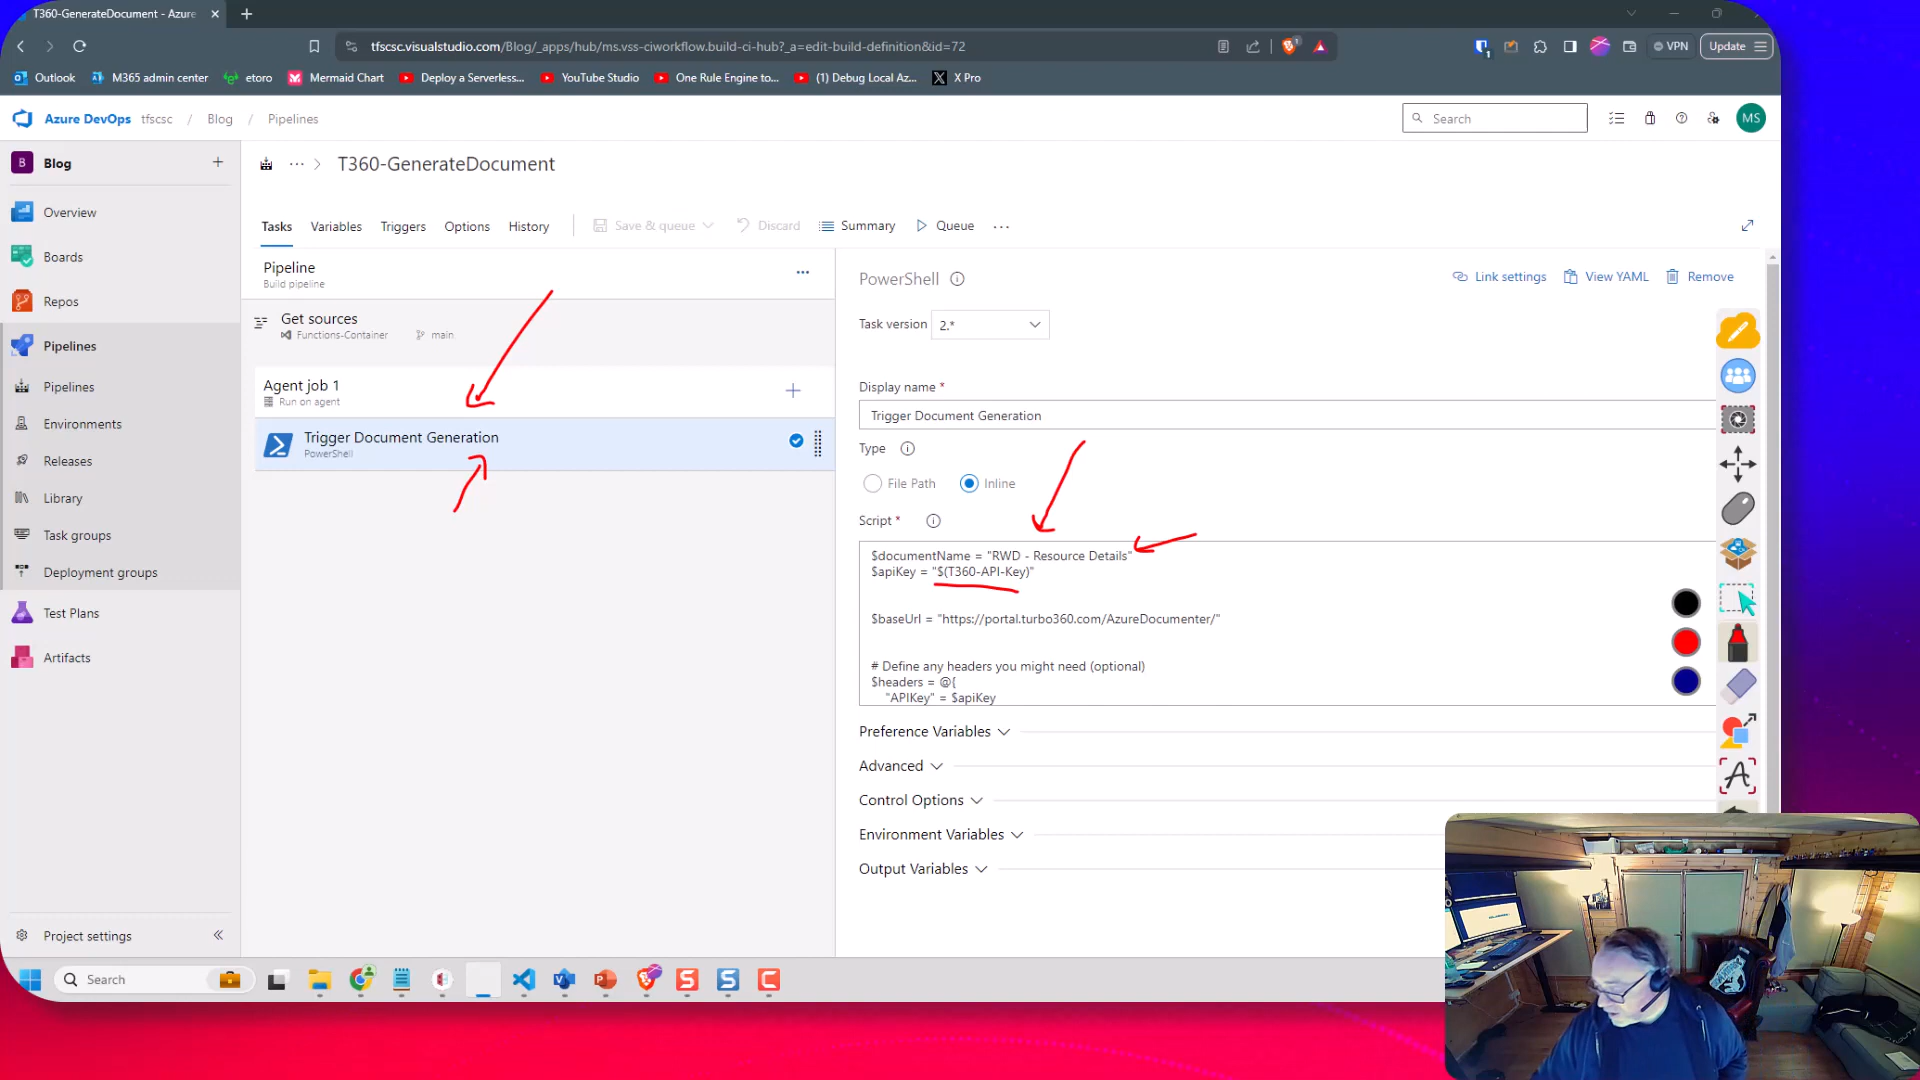 T360-GenerateDocument - Azure
tfscsc.visualstudio.com/Blog/_apps/hub/ms.vss-ciworkflow.build-ci-hub?_a=edit-build-definition&id=72
1
1
VPN
Update
Outlook
M365 admin center
etoro
Mermaid Chart
Deploy a Serverless...
YouTube Studio
One Rule Engine to...
(1) Debug Local Az...
X Pro
Azure DevOps
tfscsc
/
Blog
/
Pipelines
Search
MS
B
Blog
Overview
Boards
Repos
Pipelines
Pipelines
Environments
Releases
Library
Task groups
Deployment groups
Test Plans
Artifacts
Project settings
T360-GenerateDocument
Tasks
Variables
Triggers
Options
History
Save & queue
Discard
Summary
Queue
Pipeline
Build pipeline
Get sources
Functions-Container
main
Agent job 1
Run on agent
Trigger Document Generation
PowerShell
PowerShell
Link settings
View YAML
Remove
Task version
2.*
Display name *
Trigger Document Generation
Type
File Path
Inline
Script *
$documentName = "RWD - Resource Details"
$apiKey = "$(T360-API-Key)"
$baseUrl = "https://portal.turbo360.com/AzureDocumenter/"
# Define any headers you might need (optional)
$headers = @{
"APIKey" = $apiKey
Preference Variables
Advanced
Control Options
Environment Variables
Output Variables
Search